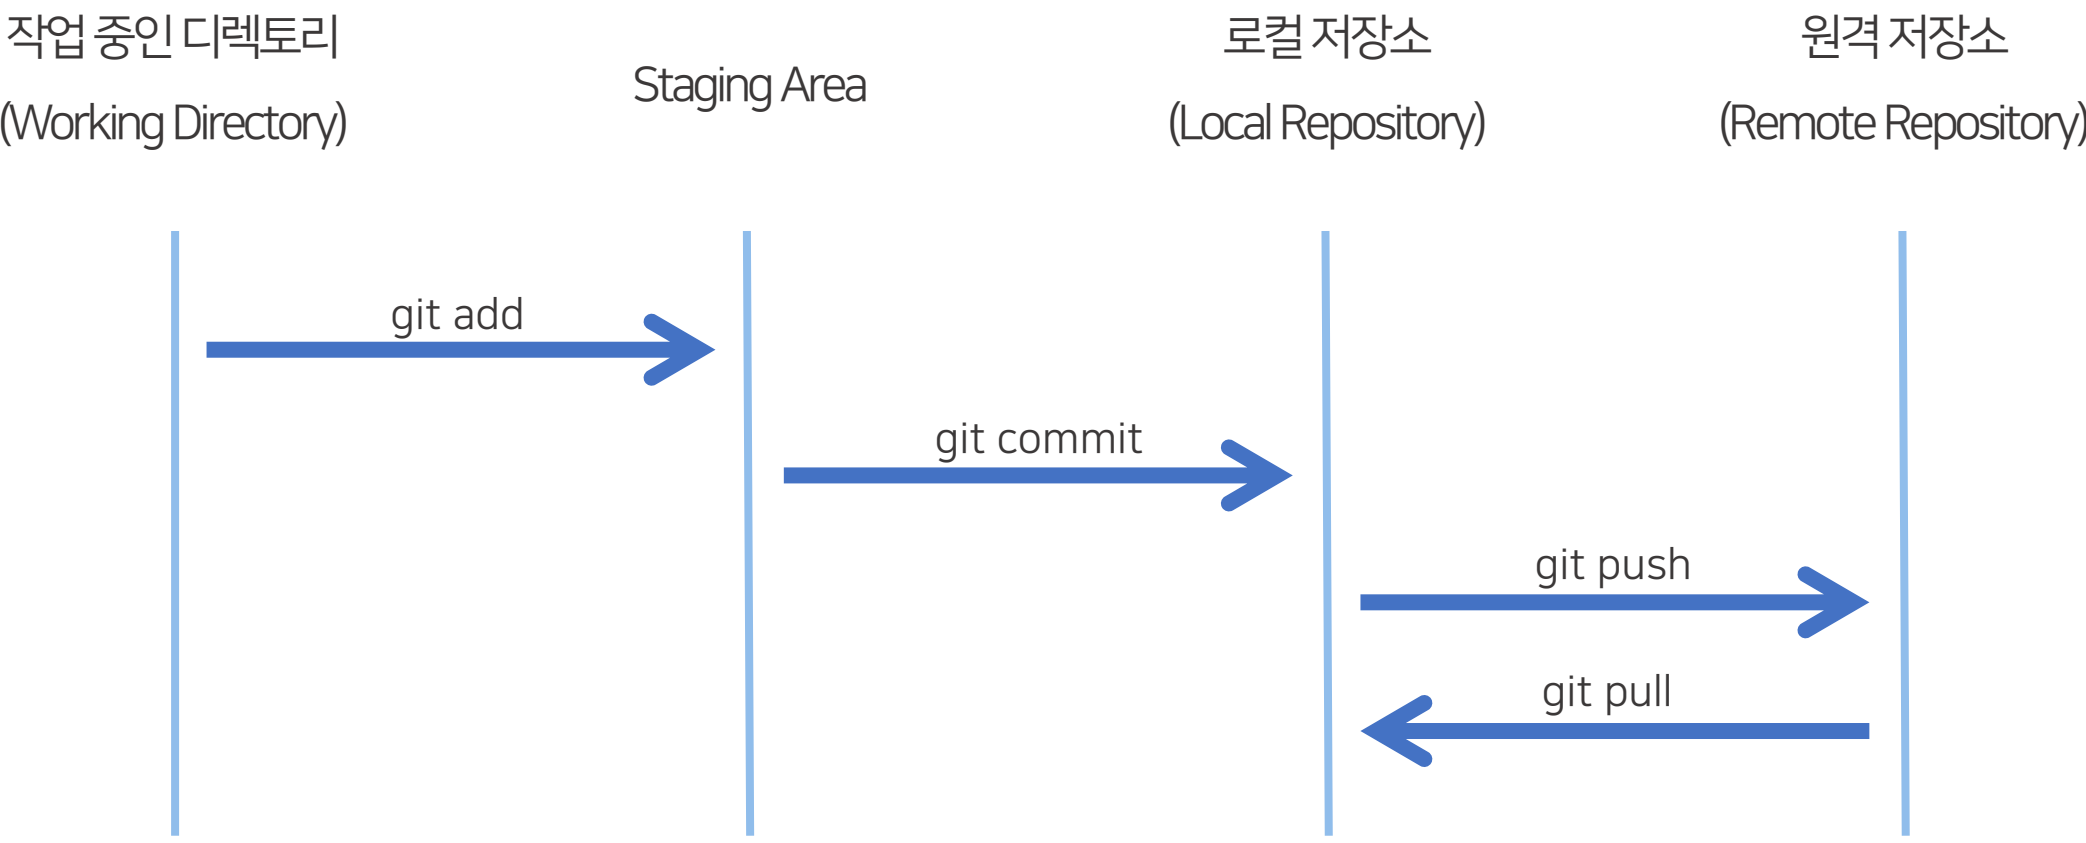 작업 중인 디렉토리
(Working Directory)
Staging Area
로컬 저장소
(Local Repository)
원격 저장소
(Remote Repository)
git add
git commit
git push
git pull